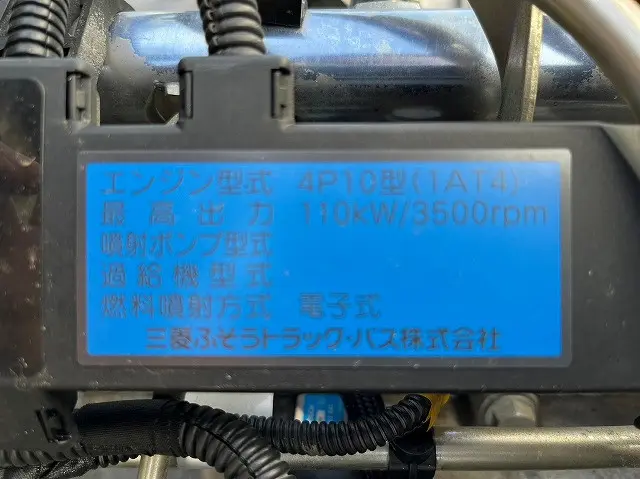 エンジン型式 4P10型(1AT4)
最高出力 110kW/3500rpm
噴射ポンプ型式
過給機型式
燃料噴射方式 電子式
三菱ふそうトラック・バス株式会社